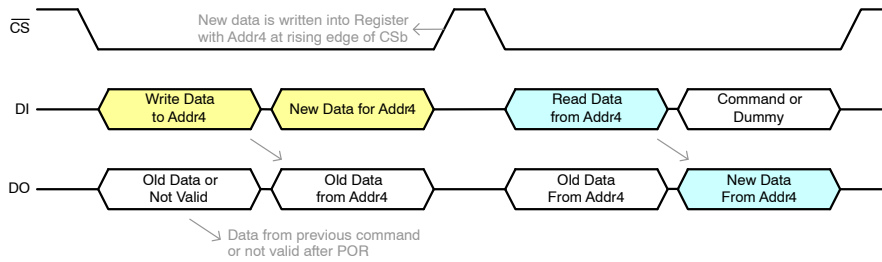 CS
New data is written into Register
with Addr4 at rising edge of CSb
DI
Write Data
to Addr4
New Data for Addr4
Read Data
from Addr4
Command or
Dummy
DO
Old Data or
Not Valid
Old Data
from Addr4
Old Data
From Addr4
New Data
From Addr4
Data from previous command
or not valid after POR